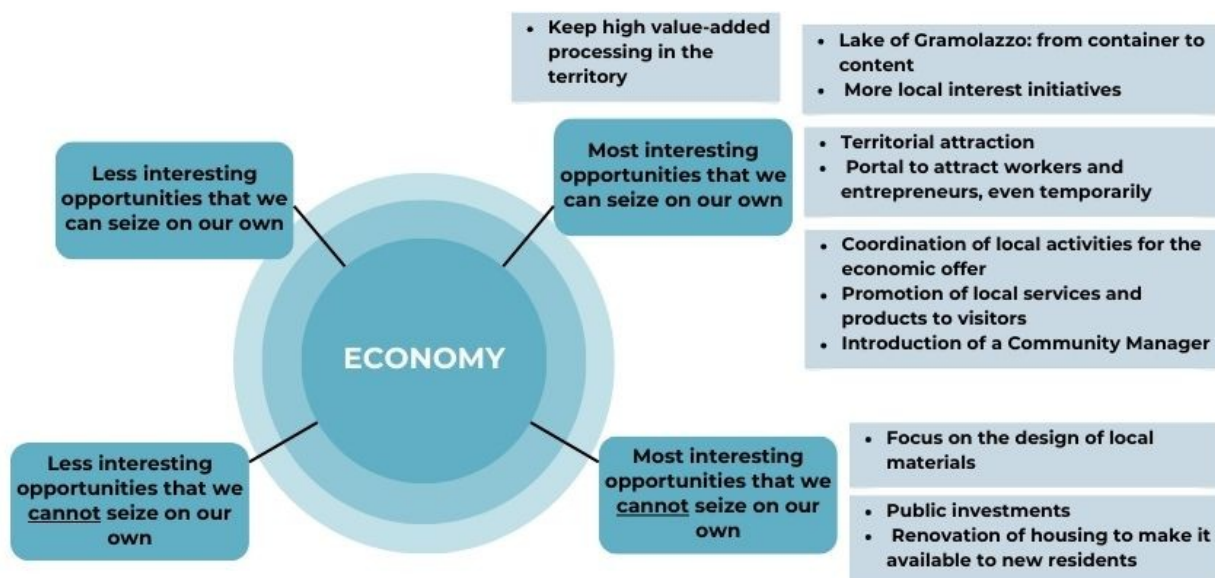 • Keep high value-added
processing in the
territory
• Lake of Gramolazzo: from container to
content
• More local interest initiatives
Less interesting
opportunities that we
can seize on our own
Most interesting
opportunities that we
can seize on our own
• Territorial attraction
• Portal to attract workers and
entrepreneurs, even temporarily
• Coordination of local activities for the
economic offer
• Promotion of local services and
products to visitors
• Introduction of a Community Manager
ECONOMY
Less interesting
opportunities that we
cannot seize on our
own
Most interesting
opportunities that we
cannot seize on our
own
• Focus on the design of local
materials
• Public investments
• Renovation of housing to make it
available to new residents